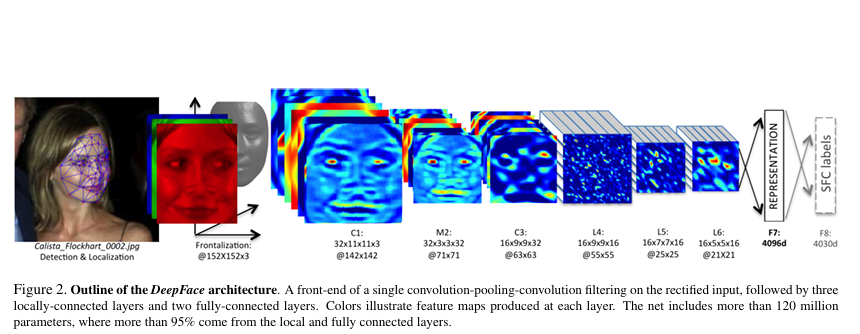 Calista_Flockhart_0002.jpg
Detection & Localization
Frontalization:
@152X152x3
C1:
32x11x11x3
@142x142
M2:
32x3x3x32
@71x71
C3:
16x9x9x32
@63x63
L4:
16x9x9x16
@55x55
L5:
16x7x7x16
@25x25
L6:
16x5x5x16
@21X21
REPRESENTATION
F7:
4096d
SFC labels
F8:
4030d
Figure 2. Outline of the DeepFace architecture. A front-end of a single convolution-pooling-convolution filtering on the rectified input, followed by three
locally-connected layers and two fully-connected layers. Colors illustrate feature maps produced at each layer. The net includes more than 120 million
parameters, where more than 95% come from the local and fully connected layers.